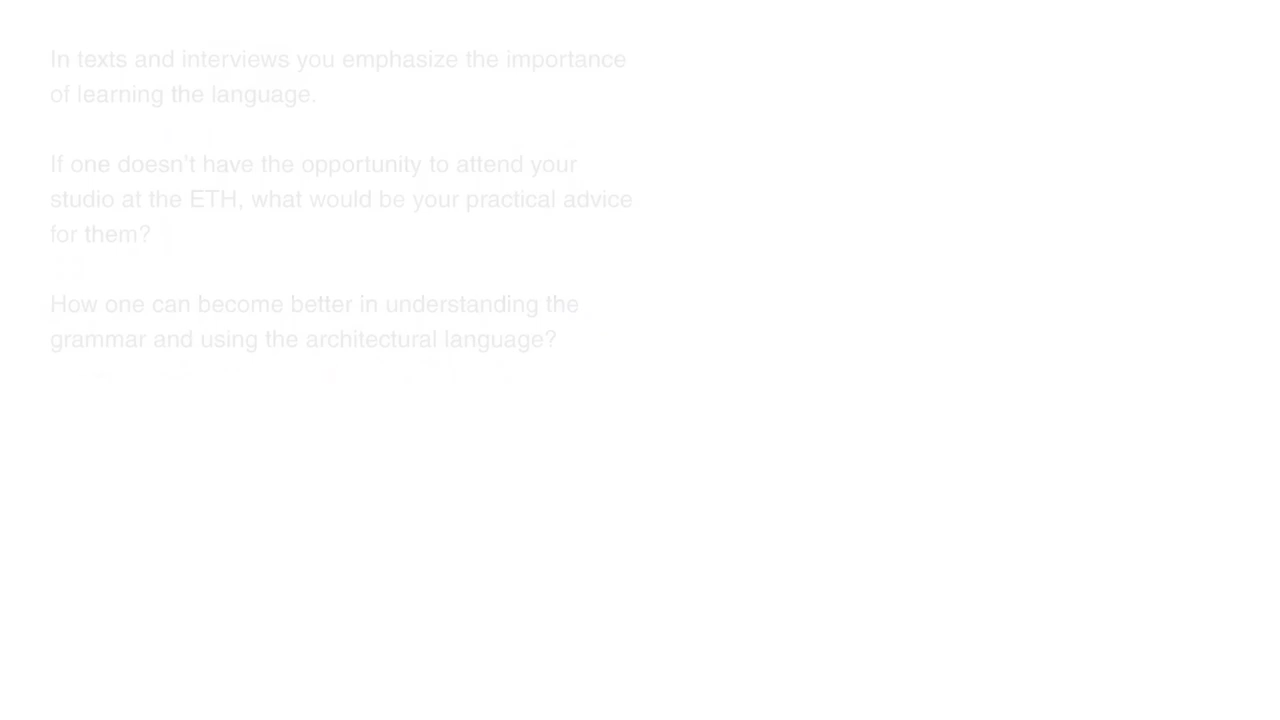 In texts and interviews you emphasize the importance
of learning the language.
If one doesn't have the opportunity to attend your
studio at the ETH, what would be your practical advice
for them?
How one can become better in understanding the
grammar and using the architectural language?